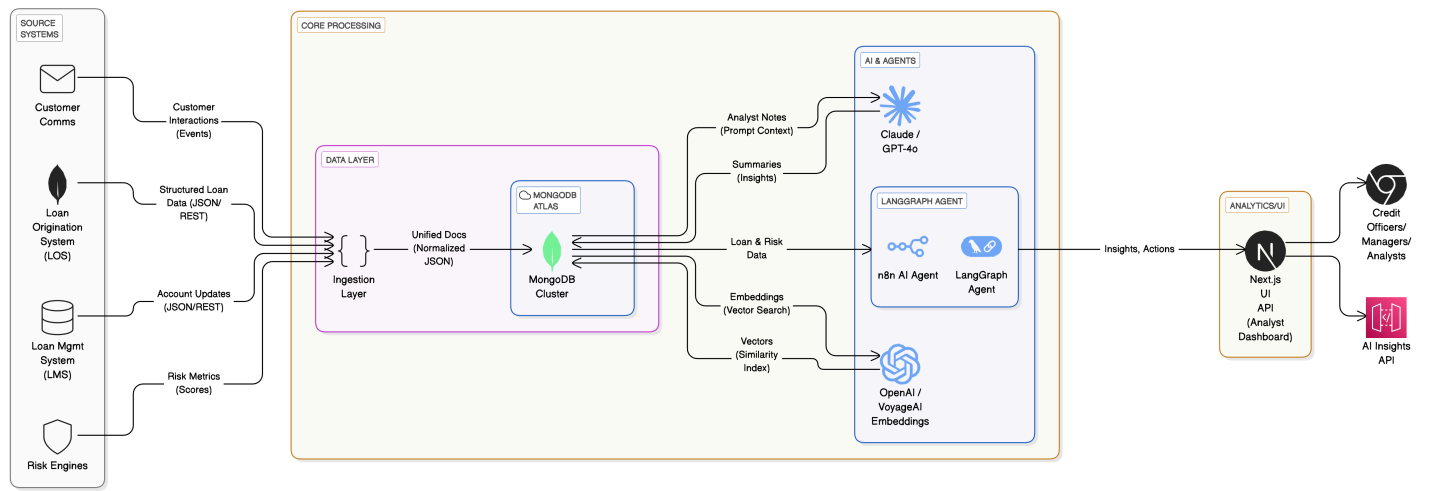 SOURCE
SYSTEMS
Customer
Comms
Loan
Origination
System
(LOS)
Loan Mgmt
System
(LMS)
Risk Engines
Customer
Interactions
(Events)
Structured Loan
Data (JSON/
REST)
Account Updates
(JSON/REST)
Risk Metrics
(Scores)
CORE PROCESSING
DATA LAYER
Ingestion
Layer
Unified Docs
(Normalized
JSON)
MONGODB
ATLAS
MongoDB
Cluster
Analyst Notes
(Prompt Context)
Summaries
(Insights)
Loan & Risk
Data
Embeddings
(Vector Search)
Vectors
(Similarity
Index)
AI & AGENTS
Claude /
GPT-4o
LANGGRAPH AGENT
n8n AI Agent
LangGraph
Agent
OpenAI /
VoyageAI
Embeddings
Insights, Actions
ANALYTICS/UI
Next.js
UI
API
(Analyst
Dashboard)
Credit
Officers/
Managers/
Analysts
AI Insights
API